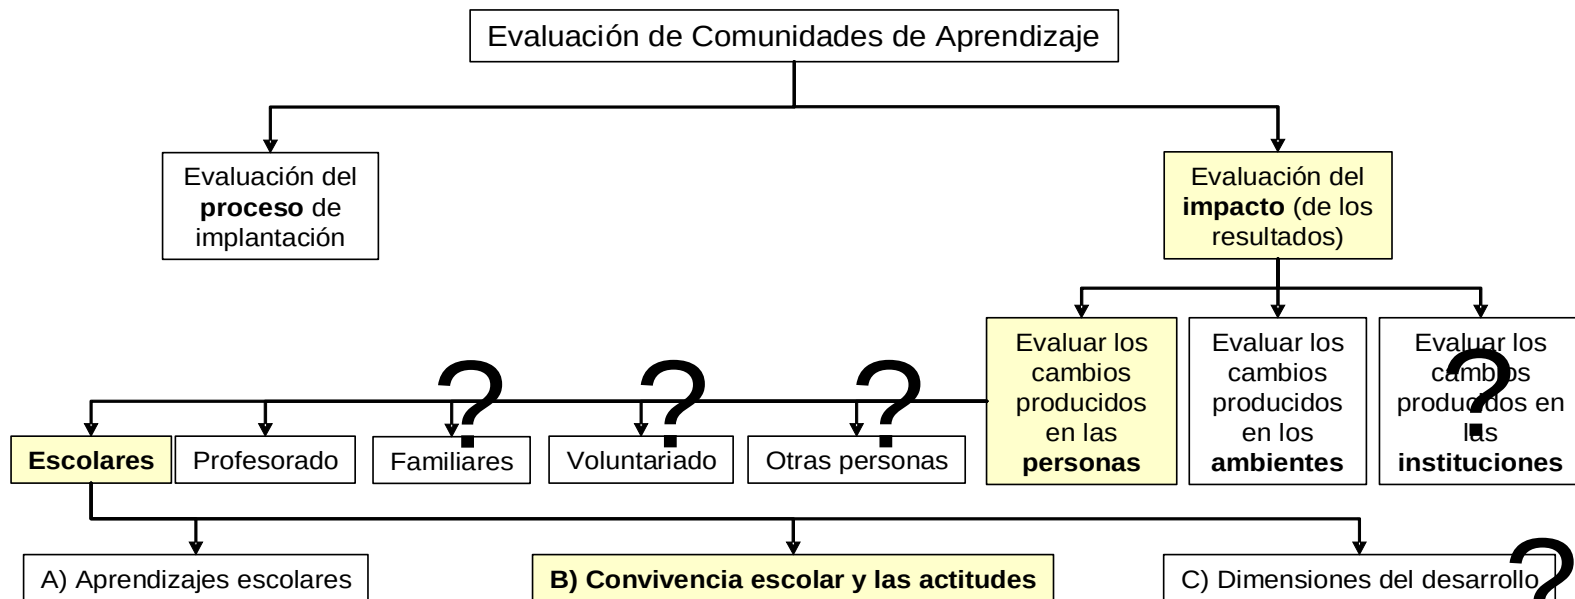 Evaluación de Comunidades de Aprendizaje
Evaluación del
proceso de
implantación
Evaluación del
impacto (de los
resultados)
Evaluar los
cambios
producidos
en las
personas
Evaluar los
cambios
producidos
en los
ambientes
Evaluar los
cambios
producidos en
las
instituciones
?
Escolares
Profesorado
Familiares
?
Voluntariado
?
Otras personas
?
A) Aprendizajes escolares
B) Convivencia escolar y las actitudes
C) Dimensiones del desarrollo
?